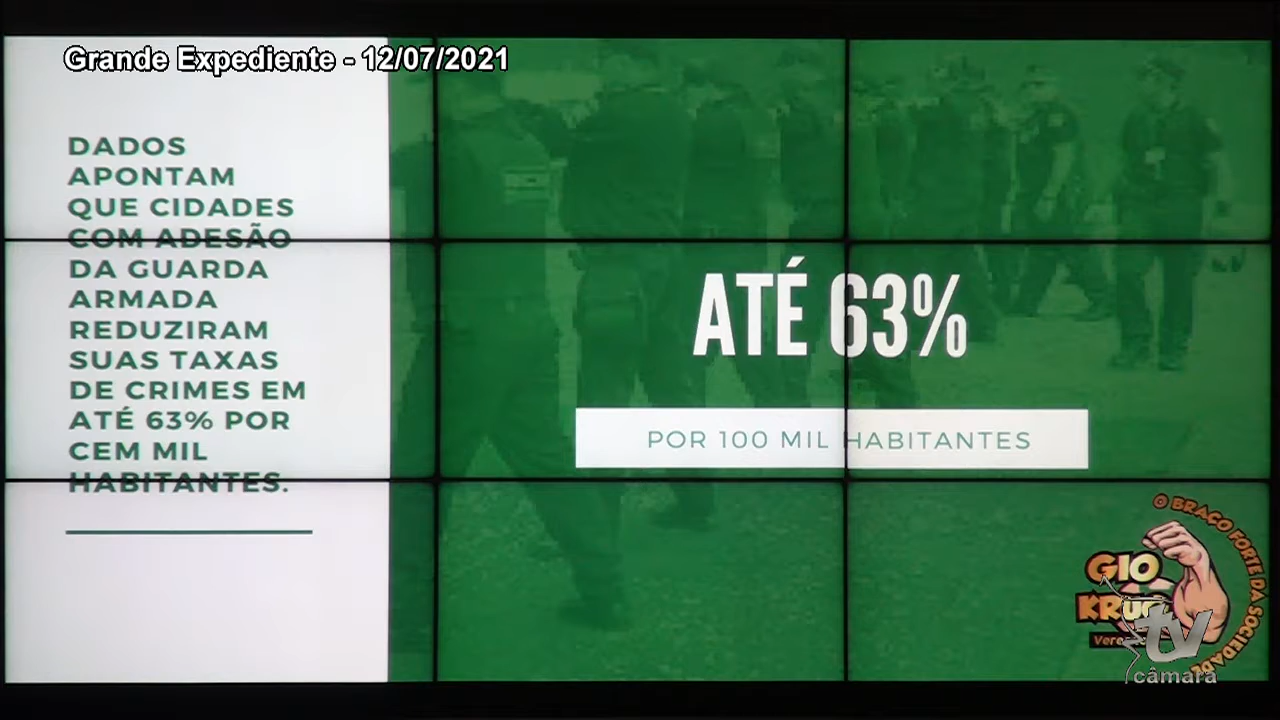 Grande Expediente - 12/07/2021
DADOS
APONTAM
QUE CIDADES
COM ADESÃO
DA GUARDA
ARMADA
REDUZIRAM
SUAS TAXAS
DE CRIMES EM
ATÉ 63% POR
CEM MIL
HABITANTES.
ATÉ 63%
POR 100 MIL HABITANTES
O BRAÇO FORTE DA SOCIEDADE
GIO
tv
câmara